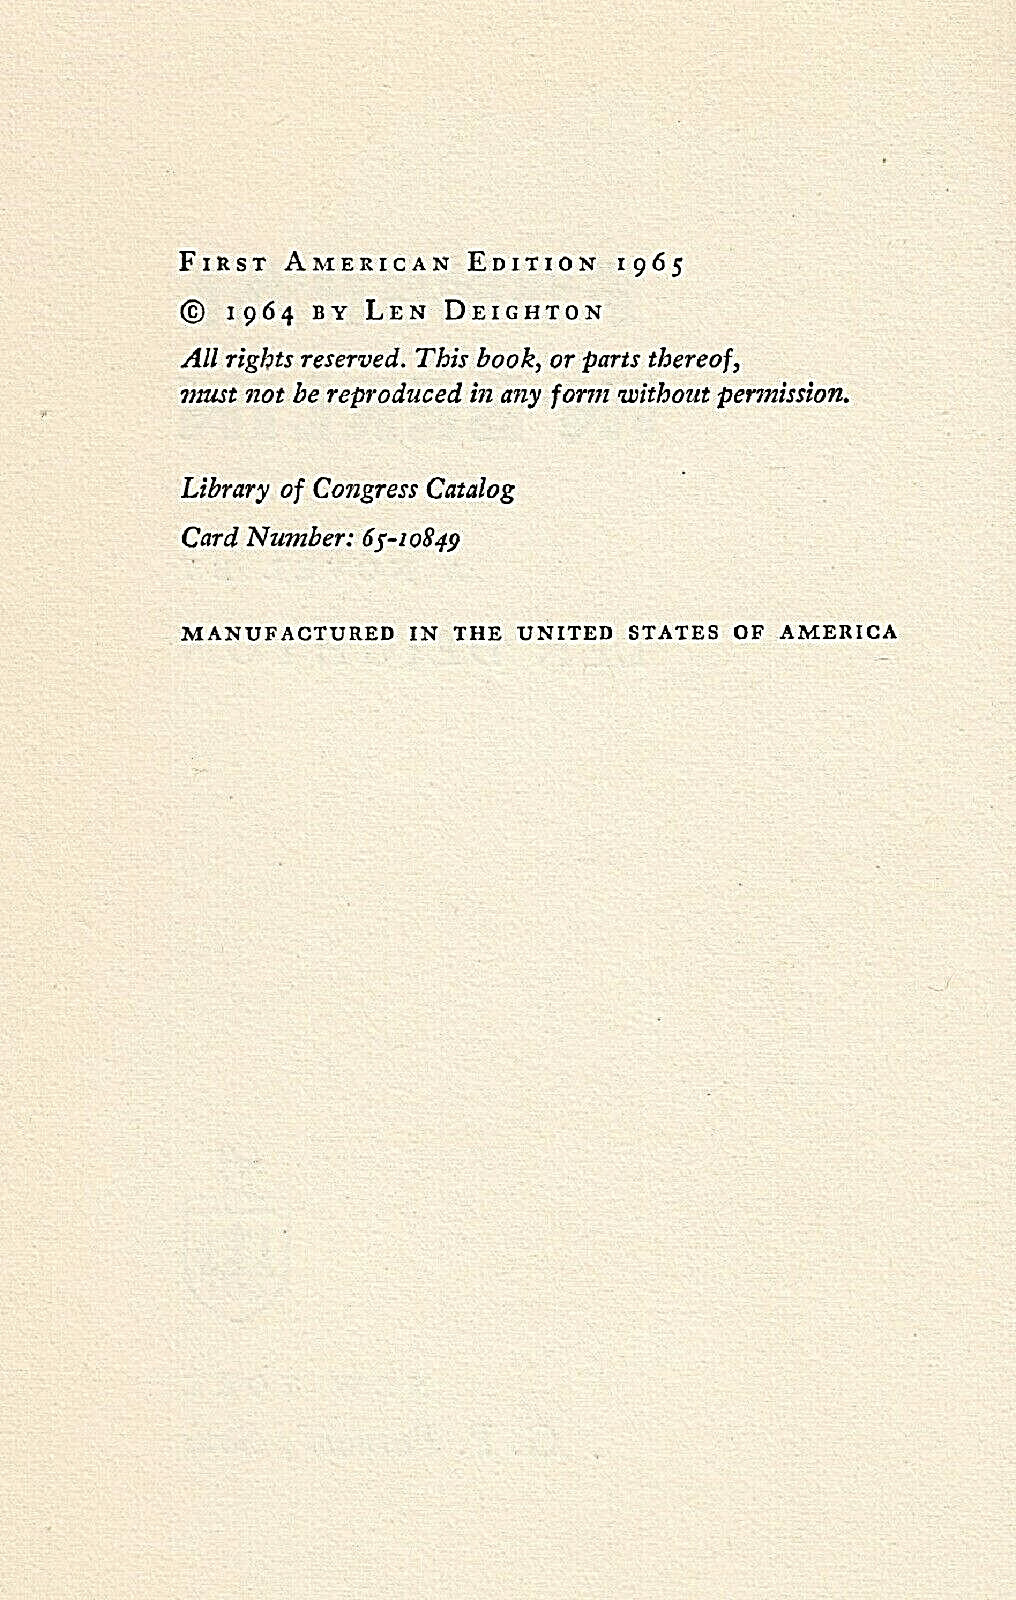 First American Edition 1965
© 1964 by Len Deighton
All rights reserved. This book, or parts thereof,
must not be reproduced in any form without permission.
Library of Congress Catalog
Card Number: 65-10849
MANUFACTURED IN THE UNITED STATES OF AMERICA